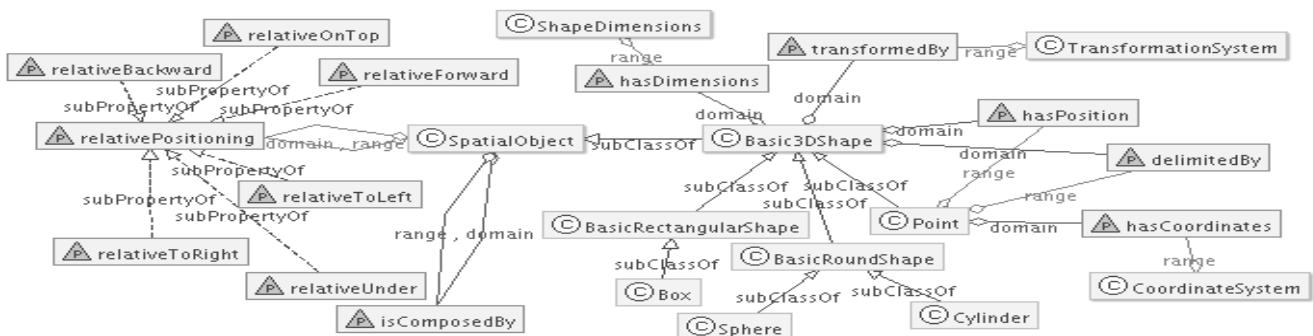 C ShapeDimensions
P relativeOnTop
P transformedBy
range
C TransformationSystem
range
P relativeBackward
P relativeForward
P hasDimensions
subPropertyOf
subPropertyOf
subPropertyOf
domain
domain
P hasPosition
P relativePositioning
domain , range
C SpatialObject
subClassOf
C Basic3DShape
domain
domain
P delimitedBy
range
subPropertyOf
subClassOf
subClassOf
subClassOf
P relativeToLeft
range
subPropertyOf
subPropertyOf
C BasicRectangularShape
C Point
domain
P hasCoordinates
range , domain
P relativeToRight
subClassOf
C BasicRoundShape
range
P relativeUnder
C Box
subClassOf
subClassOf
C CoordinateSystem
P isComposedBy
C Sphere
C Cylinder